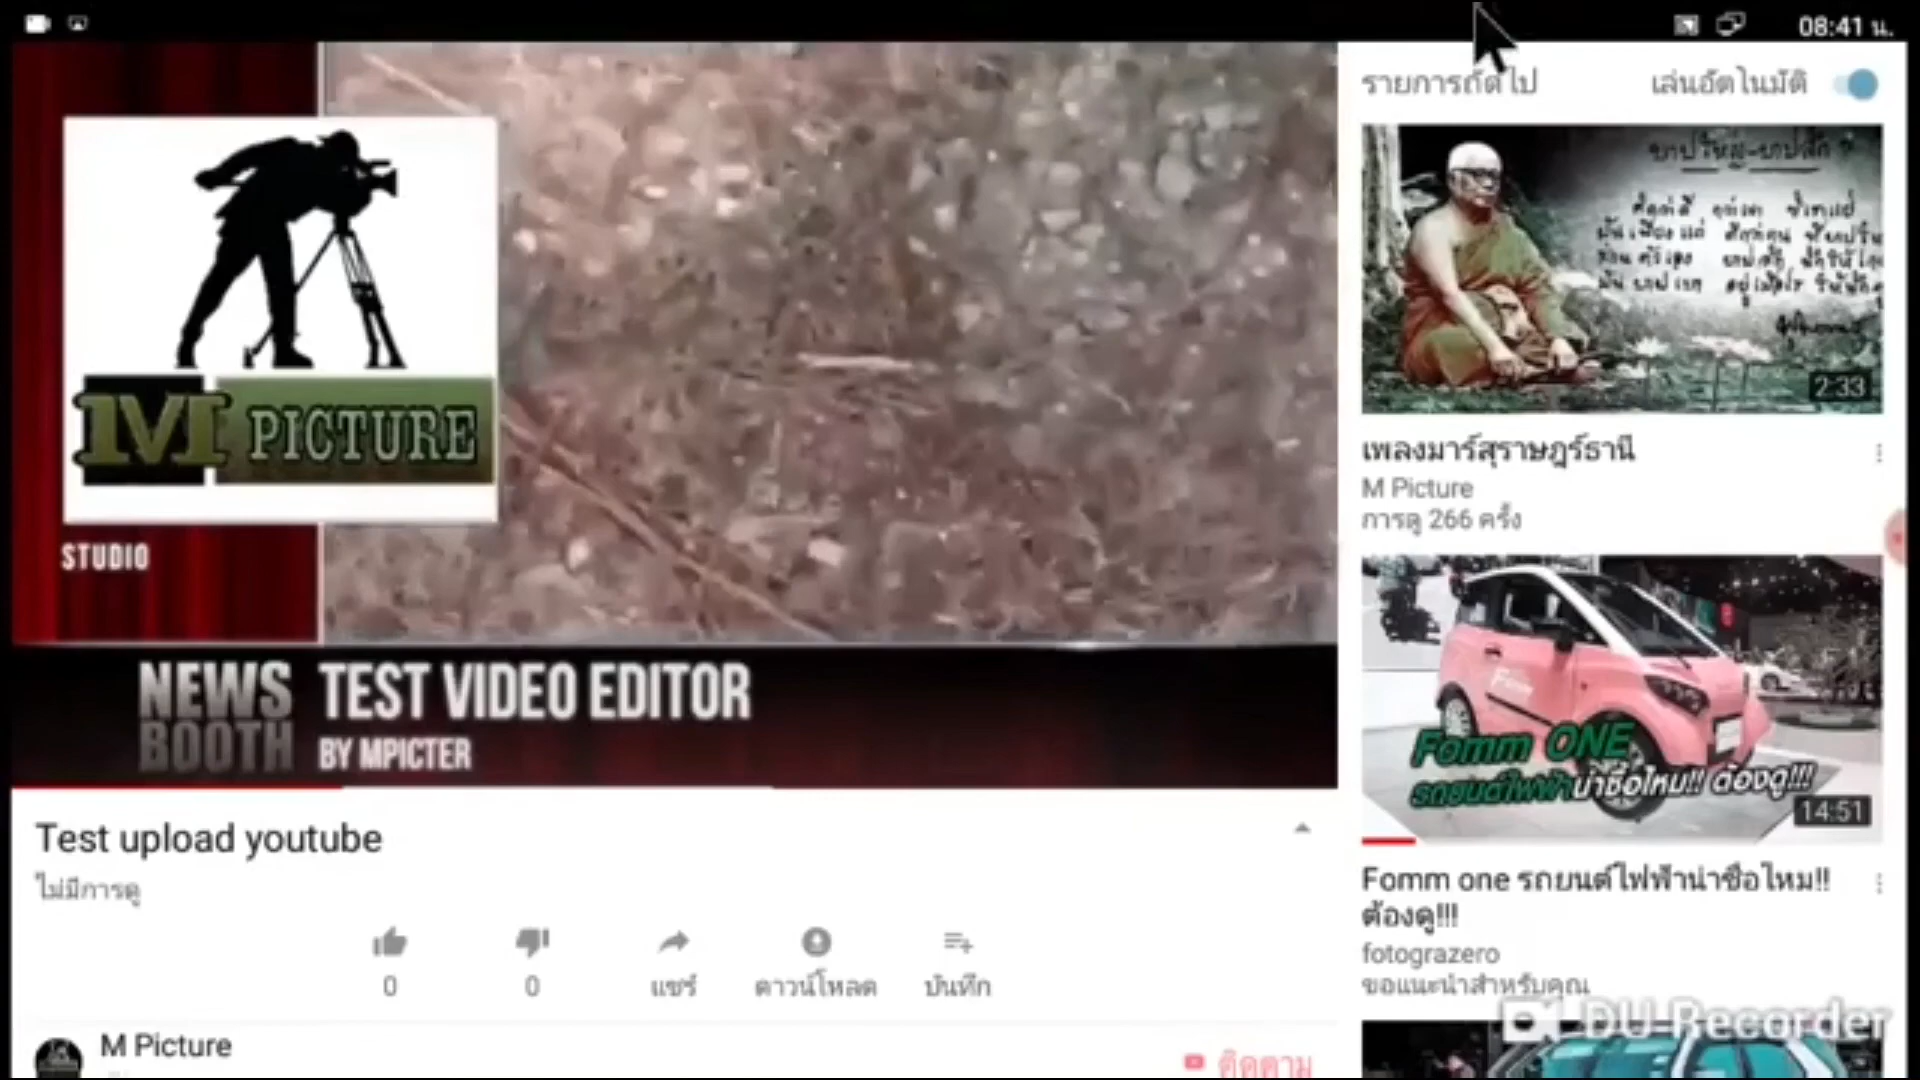 08:41 น.
รายการถัดไป
เล่นอัตโนมัติ
M PICTURE
STUDIO
NEWS BOOTH
TEST VIDEO EDITOR
BY MPICTER
Test upload youtube
ไม่มีการดู
0
0
แชร์
ดาวน์โหลด
บันทึก
M Picture
ติดตาม
2:33
เพลงมาร์สุราษฎร์ธานี
M Picture
การดู 266 ครั้ง
Fomm ONE
รถยนต์ไฟฟ้าน่าซื้อไหม!! ต้องดู!!!
14:51
Fomm one รถยนต์ไฟฟ้าน่าซื้อไหม!!
ต้องดู!!!
fotograzero
ขอแนะนำสำหรับคุณ
DU Recorder